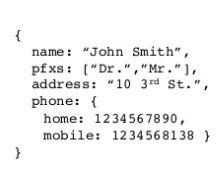 {
name: “John Smith”,
pfxs: [“Dr.”,”Mr.”],
address: “10 3ʳᵈ St.”,
phone: {
home: 1234567890,
mobile: 1234568138 }
}